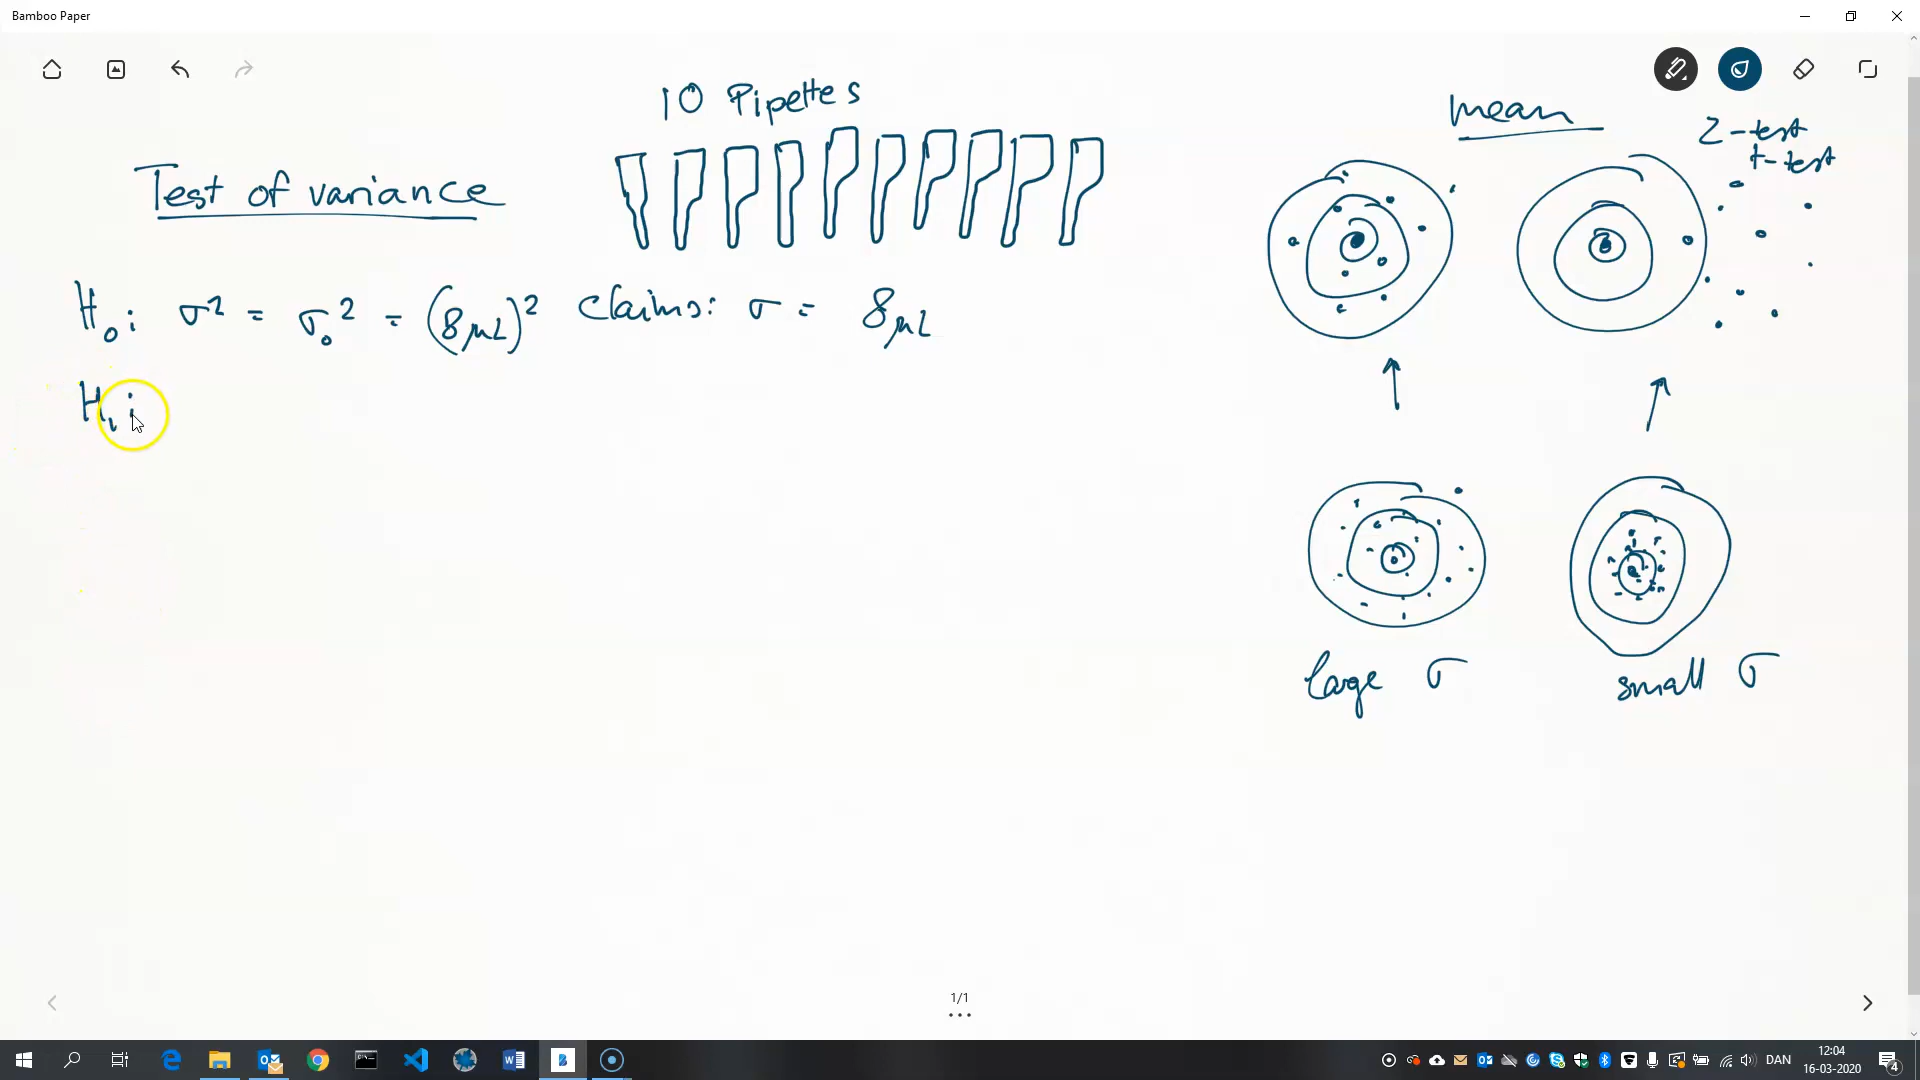 Bamboo Paper
10 Pipettes
mean
Z-test
t-test
Test of variance
H₀: σ² = σ₀² = (8μL)² claims: σ = 8μL
H₁:
large σ
small σ
1/1
DAN
12:04
16-03-2020
4